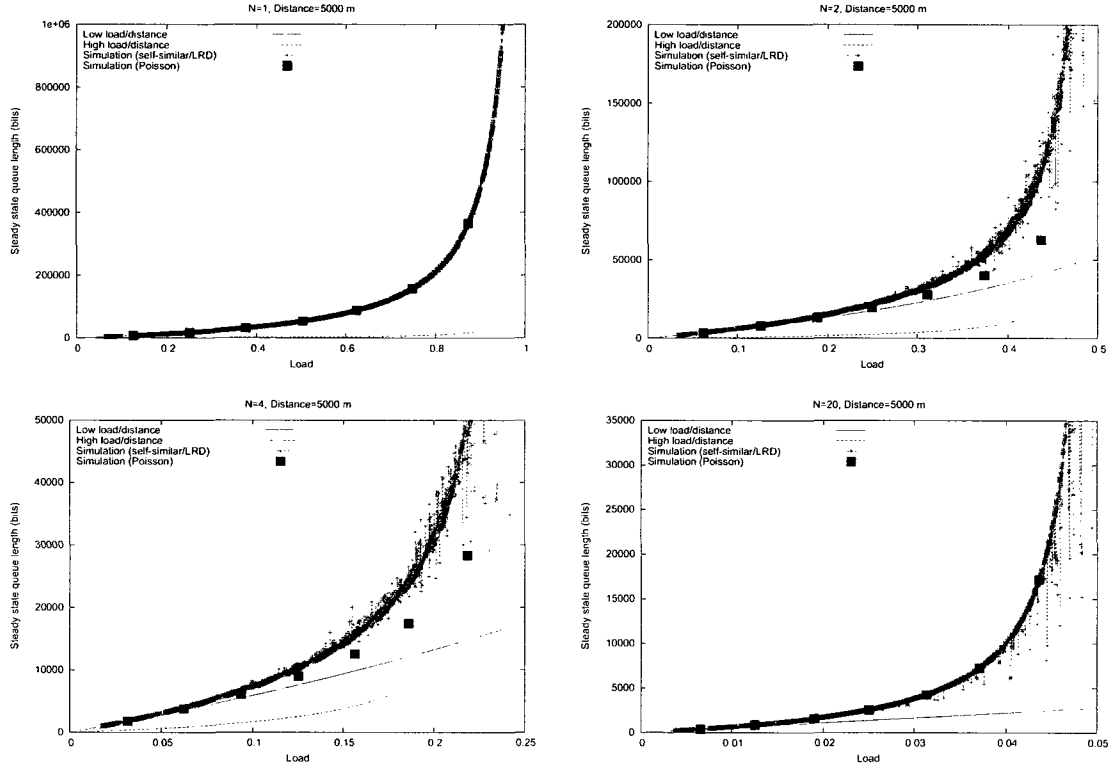 N=1, Distance=5000 m
Low load/distance
High load/distance
Simulation (self-similar/LRD)
Simulation (Poisson)
Steady state queue length (bits)
1e+06
800000
600000
400000
200000
0
0
0.2
0.4
0.6
0.8
1
Load
N=2, Distance=5000 m
Low load/distance
High load/distance
Simulation (self-similar/LRD)
Simulation (Poisson)
Steady state queue length (bits)
200000
150000
100000
50000
0
0
0.1
0.2
0.3
0.4
0.5
Load
N=4, Distance=5000 m
Low load/distance
High load/distance
Simulation (self-similar/LRD)
Simulation (Poisson)
Steady state queue length (bits)
50000
40000
30000
20000
10000
0
0
0.05
0.1
0.15
0.2
0.25
Load
N=20, Distance=5000 m
Low load/distance
High load/distance
Simulation (self-similar/LRD)
Simulation (Poisson)
Steady state queue length (bits)
35000
30000
25000
20000
15000
10000
5000
0
0
0.01
0.02
0.03
0.04
0.05
Load